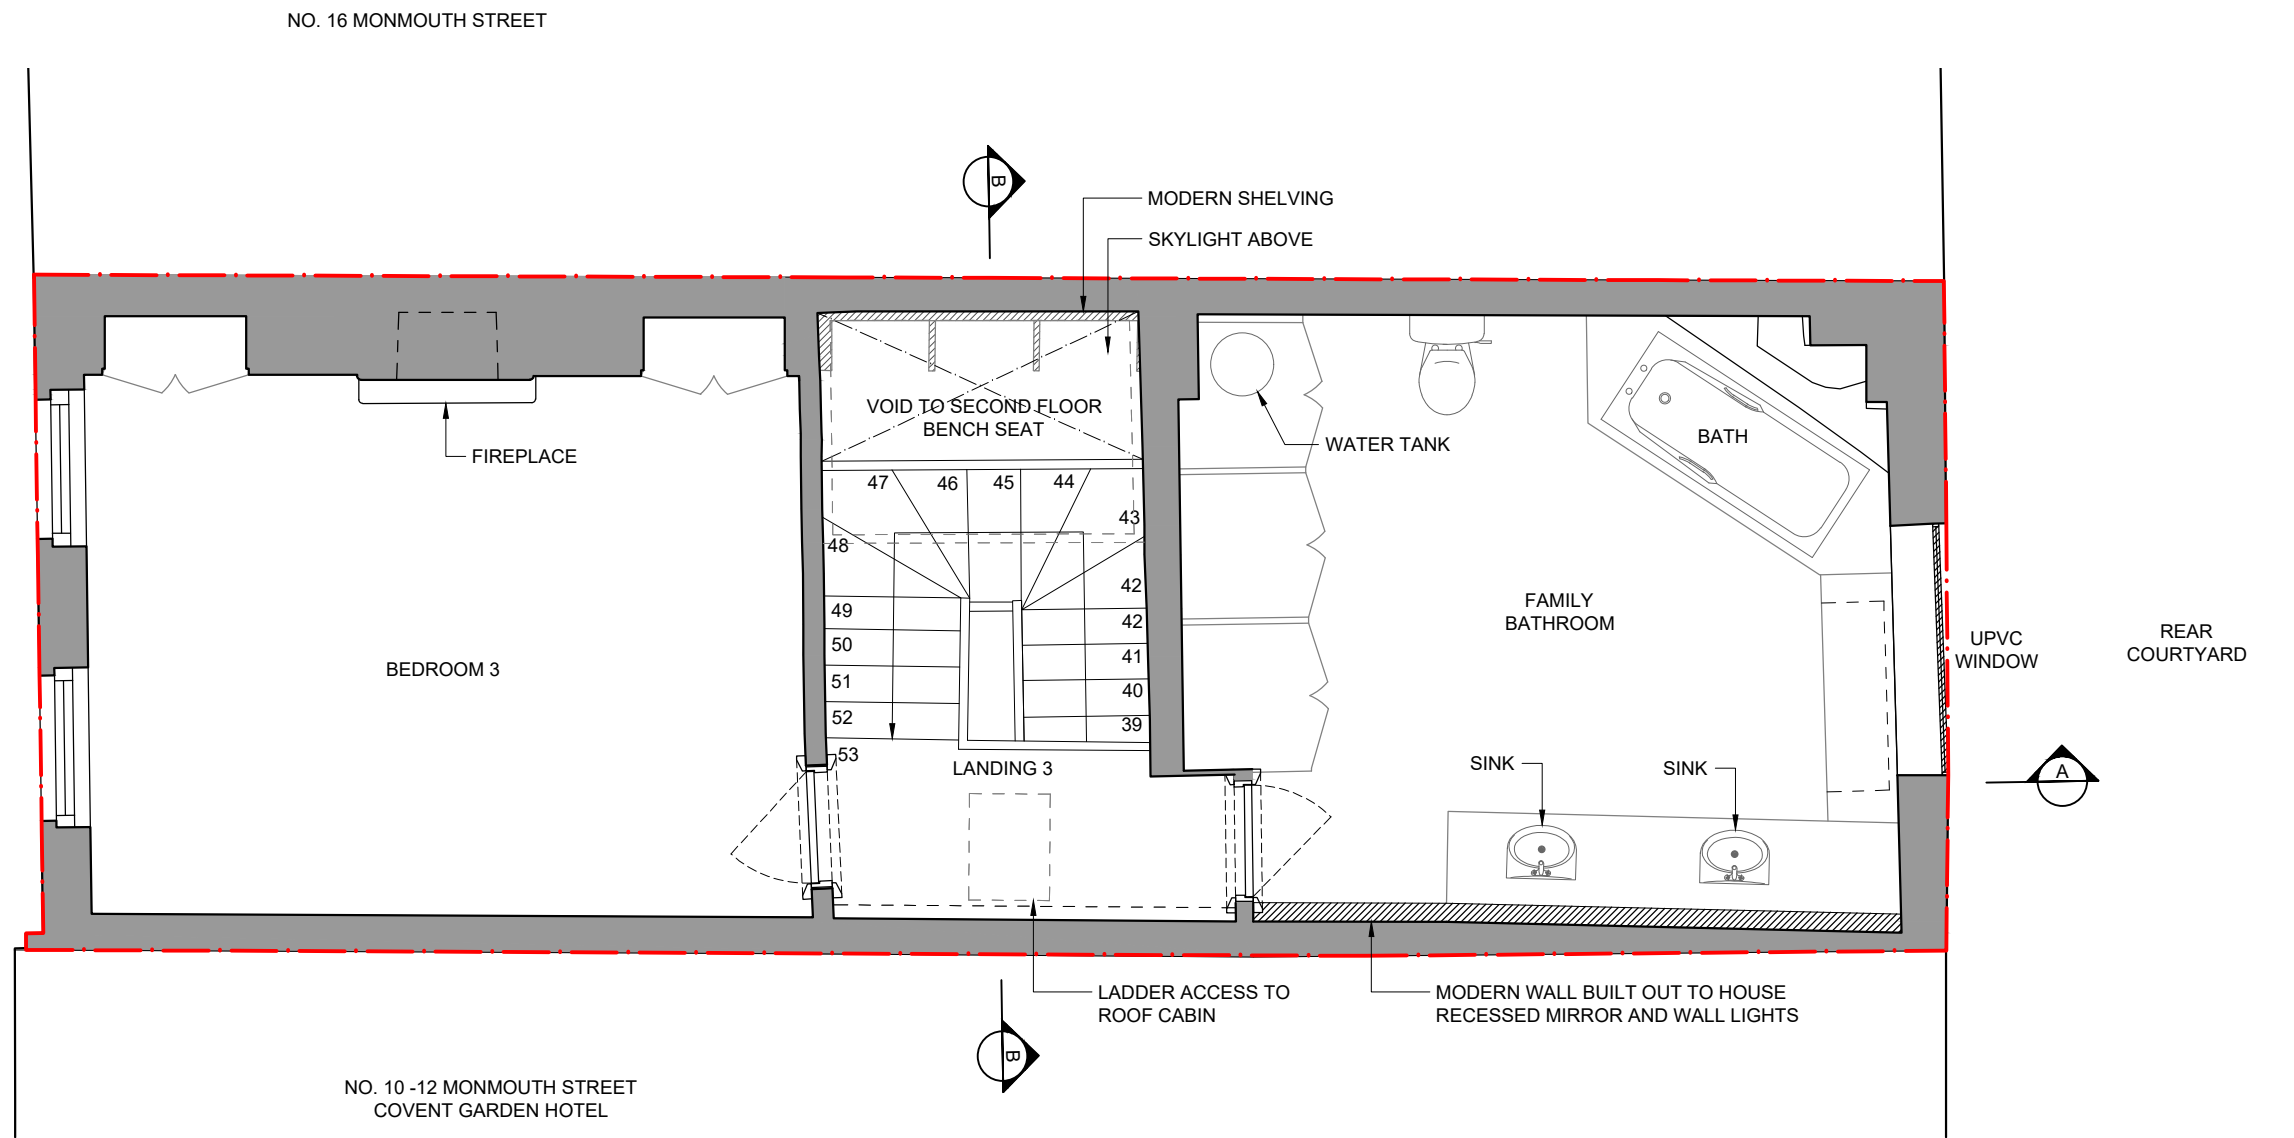 NO. 16 MONMOUTH STREET
B
MODERN SHELVING
SKYLIGHT ABOVE
VOID TO SECOND FLOOR
BENCH SEAT
FIREPLACE
WATER TANK
BATH
47
46
45
44
43
48
42
49
42
50
41
51
40
52
39
53
BEDROOM 3
LANDING 3
FAMILY
BATHROOM
SINK
SINK
UPVC
WINDOW
REAR
COURTYARD
A
LADDER ACCESS TO
ROOF CABIN
MODERN WALL BUILT OUT TO HOUSE
RECESSED MIRROR AND WALL LIGHTS
B
NO. 10 -12 MONMOUTH STREET
COVENT GARDEN HOTEL